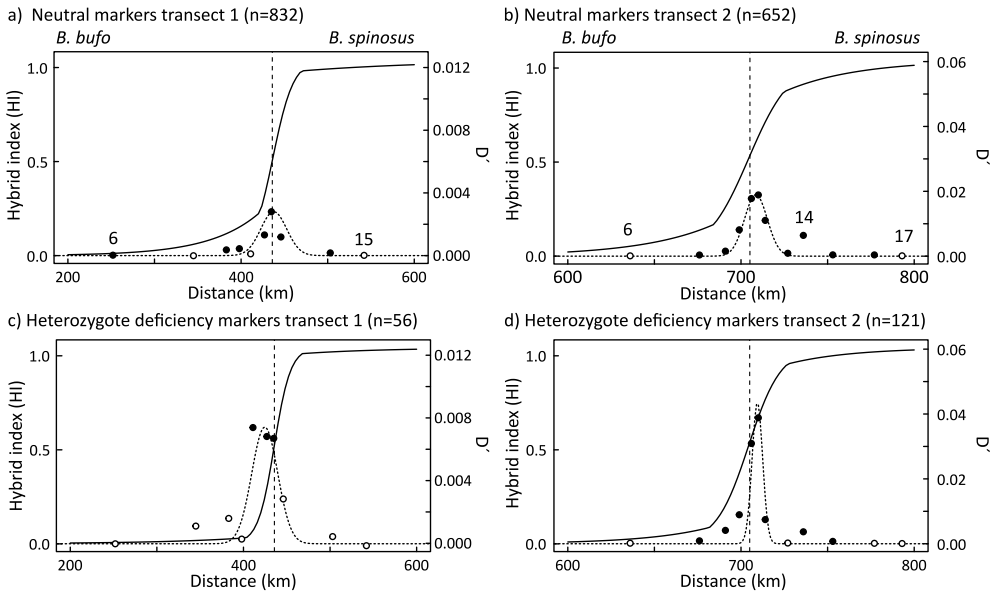 a) Neutral markers transect 1 (n=832)
B. bufo B. spinosus
Hybrid index (HI)
1.0
0.5
0.0
0.012
0.008
0.004
0.000
D´
6
15
200 400 600
Distance (km)
b) Neutral markers transect 2 (n=652)
B. bufo B. spinosus
Hybrid index (HI)
1.0
0.5
0.0
0.06
0.04
0.02
0.00
D´
6
14
17
600 700 800
Distance (km)
c) Heterozygote deficiency markers transect 1 (n=56)
Hybrid index (HI)
1.0
0.5
0.0
0.012
0.008
0.004
0.000
D´
200 400 600
Distance (km)
d) Heterozygote deficiency markers transect 2 (n=121)
Hybrid index (HI)
1.0
0.5
0.0
0.06
0.04
0.02
0.00
D´
600 700 800
Distance (km)